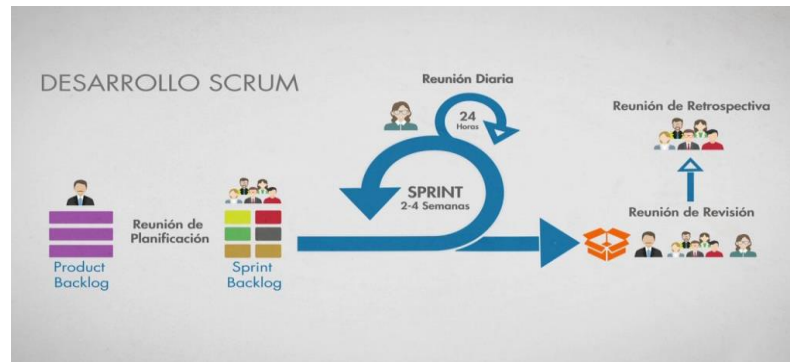 DESARROLLO SCRUM
Product
Backlog
Reunión de
Planificación
Sprint
Backlog
Reunión Diaria
24
Horas
SPRINT
2-4 Semanas
Reunión de Retrospectiva
Reunión de Revisión